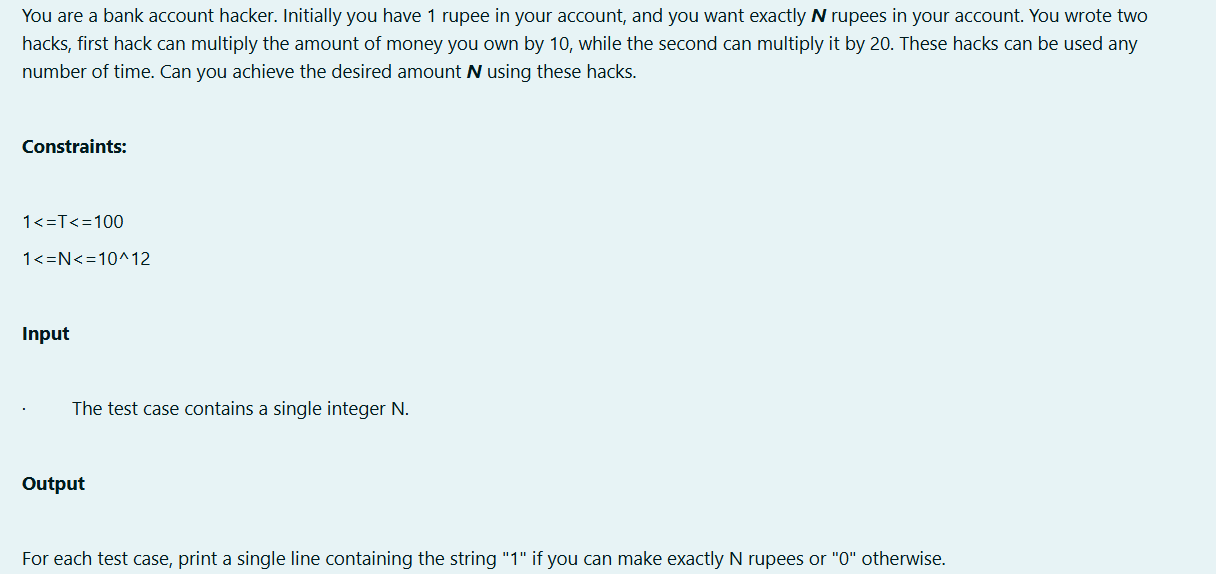 You are a bank account hacker. Initially you have 1 rupee in your account, and you want exactly N rupees in your account. You wrote two
hacks, first hack can multiply the amount of money you own by 10, while the second can multiply it by 20. These hacks can be used any
number of time. Can you achieve the desired amount N using these hacks.
Constraints:
1<=T<=100
1<=N<=10^12
Input
· The test case contains a single integer N.
Output
For each test case, print a single line containing the string "1" if you can make exactly N rupees or "0" otherwise.